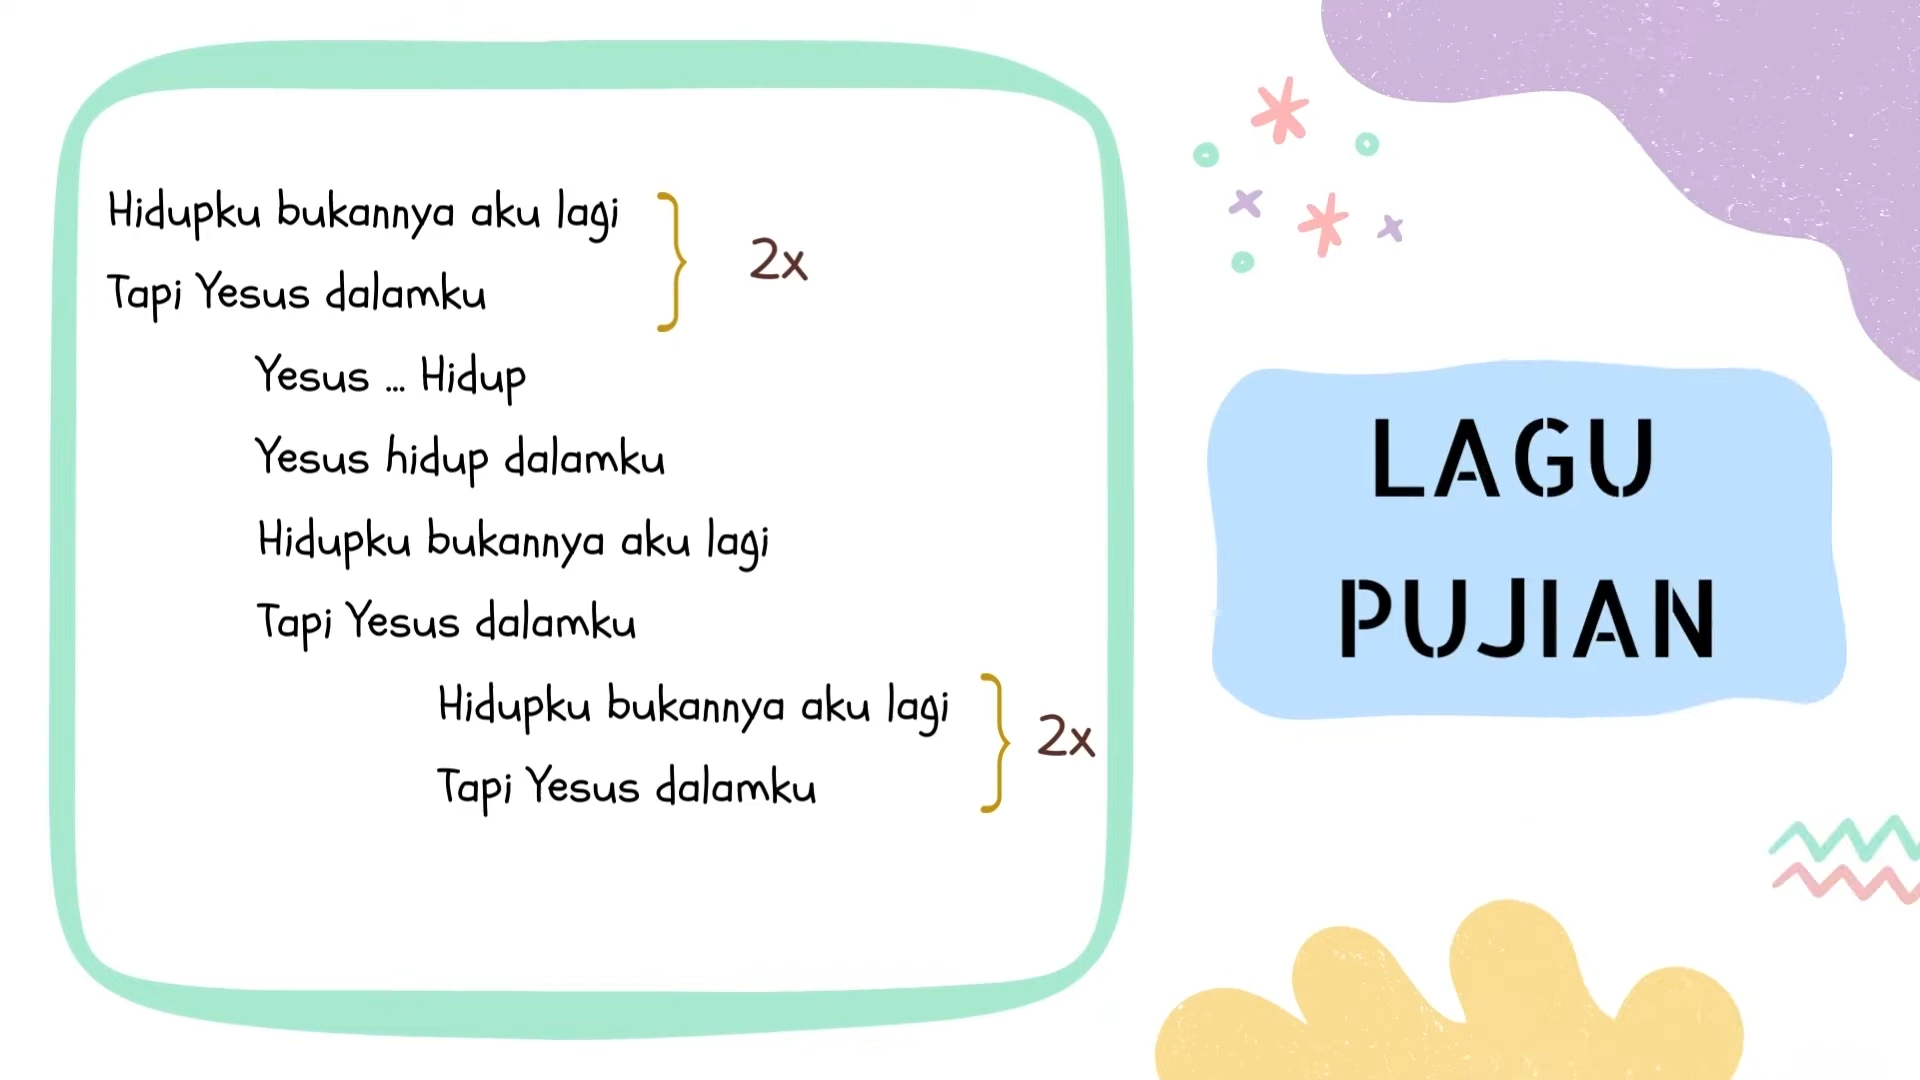 Hidupku bukannya aku lagi
Tapi Yesus dalamku
2x
Yesus ... Hidup
Yesus hidup dalamku
Hidupku bukannya aku lagi
Tapi Yesus dalamku
Hidupku bukannya aku lagi
Tapi Yesus dalamku
2x
LAGU
PUJIAN